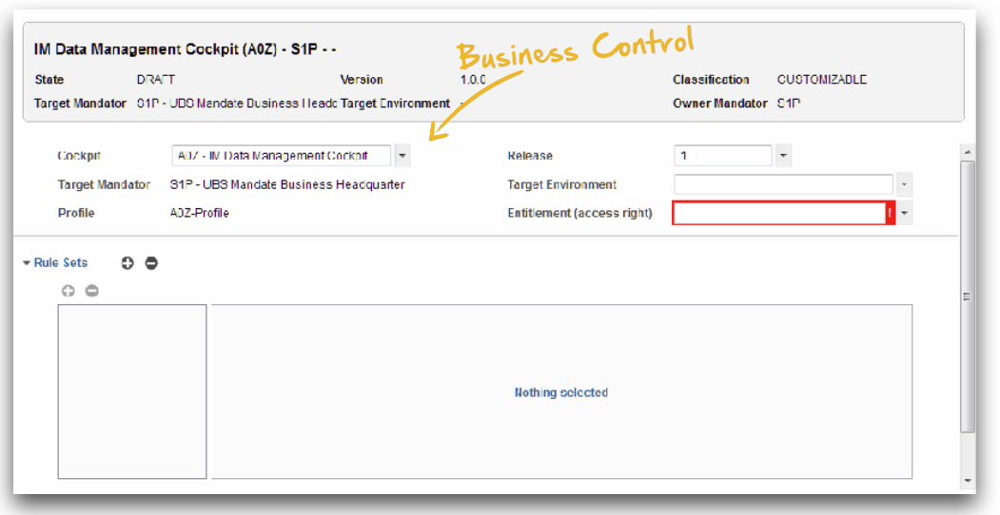 IM Data Management Cockpit (A0Z) - S1P - -
Business Control
State DRAFT Version 1.0.0 Classification CUSTOMIZABLE
Target Mandator S1P - UBS Mandate Business Headq Target Environment - Owner Mandator S1P
Cockpit A0Z - IM Data Management Cockpit Release 1
Target Mandator S1P - UBS Mandate Business Headquarter Target Environment
Profile A0Z-Profile Entitlement (access right) !
Rule Sets
Nothing selected